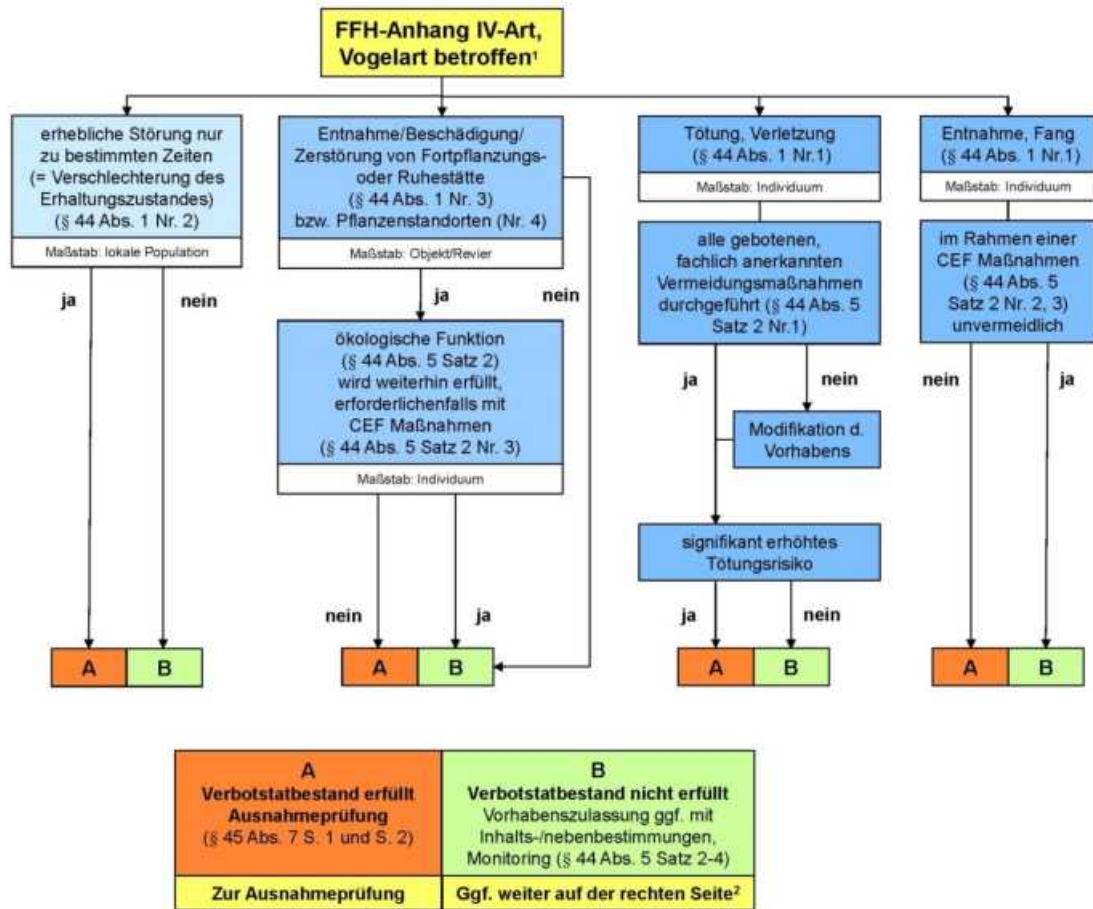 FFH-Anhang IV-Art,
Vogelart betroffen¹
erhebliche Störung nur
zu bestimmten Zeiten
(= Verschlechterung des
Erhaltungszustandes)
(§ 44 Abs. 1 Nr. 2)
Maßstab: lokale Population
ja
nein
A
B
Entnahme/Beschädigung/
Zerstörung von Fortpflanzungs-
oder Ruhestätte
(§ 44 Abs. 1 Nr. 3)
bzw. Pflanzenstandorten (Nr. 4)
Maßstab: Objekt/Revier
ja
nein
ökologische Funktion
(§ 44 Abs. 5 Satz 2)
wird weiterhin erfüllt,
erforderlichenfalls mit
CEF Maßnahmen
(§ 44 Abs. 5 Satz 2 Nr. 3)
Maßstab: Individuum
nein
ja
A
B
Tötung, Verletzung
(§ 44 Abs. 1 Nr.1)
Maßstab: Individuum
alle gebotenen,
fachlich anerkannten
Vermeidungsmaßnahmen
durchgeführt (§ 44 Abs. 5
Satz 2 Nr.1)
ja
nein
Modifikation d.
Vorhabens
signifikant erhöhtes
Tötungsrisiko
ja
nein
A
B
Entnahme, Fang
(§ 44 Abs. 1 Nr.1)
Maßstab: Individuum
im Rahmen einer
CEF Maßnahmen
(§ 44 Abs. 5
Satz 2 Nr. 2, 3)
unvermeidlich
nein
ja
A
B
A
Verbotstatbestand erfüllt
Ausnahmeprüfung
(§ 45 Abs. 7 S. 1 und S. 2)
Zur Ausnahmeprüfung
B
Verbotstatbestand nicht erfüllt
Vorhabenszulassung ggf. mit
Inhalts-/nebenbestimmungen,
Monitoring (§ 44 Abs. 5 Satz 2-4)
Ggf. weiter auf der rechten Seite²